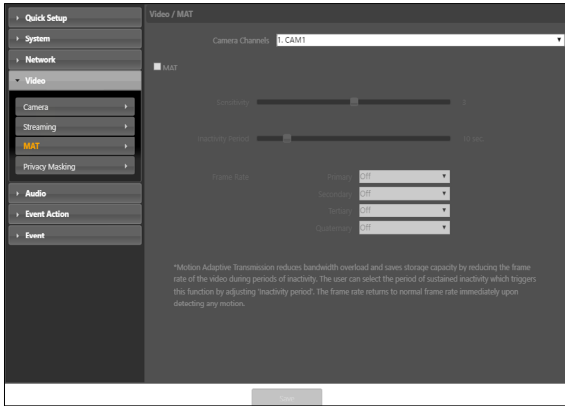 Quick Setup
System
Network
Video
Camera
Streaming
MAT
Privacy Masking
Audio
Event Action
Event
Video / MAT
Camera Channels 1. CAM1
MAT
Sensitivity
Inactivity Period 10 sec.
Frame Rate Primary Off
Secondary Off
Tertiary Off
Quaternary Off
*Motion Adaptive Transmission reduces bandwidth overload and saves storage capacity by reducing the frame
rate of the video during periods of inactivity. The user can select the period of sustained inactivity which triggers
this function by adjusting 'Inactivity period'. The frame rate returns to normal frame rate immediately upon
datacting any motion.
Save